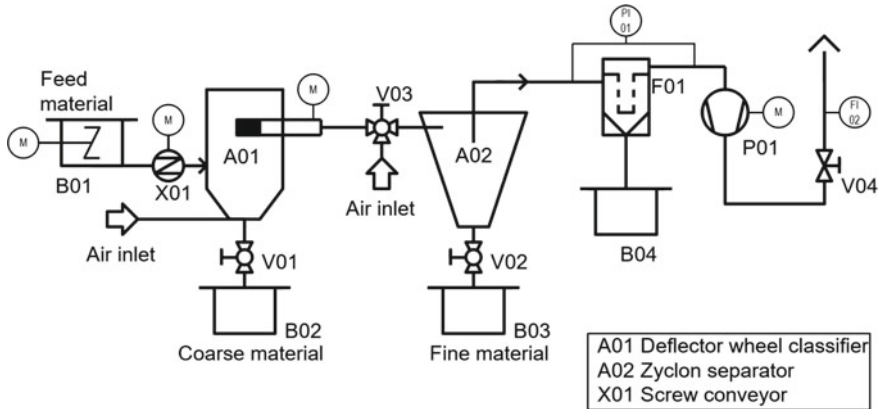 PI
01
Feed
material
M
M
M
V03
F01
M
FI
02
A01
A02
P01
B01
X01
V04
Air inlet
Air inlet
V01
V02
B04
B02
B03
Coarse material
Fine material
A01 Deflector wheel classifier
A02 Zyclon separator
X01 Screw conveyor